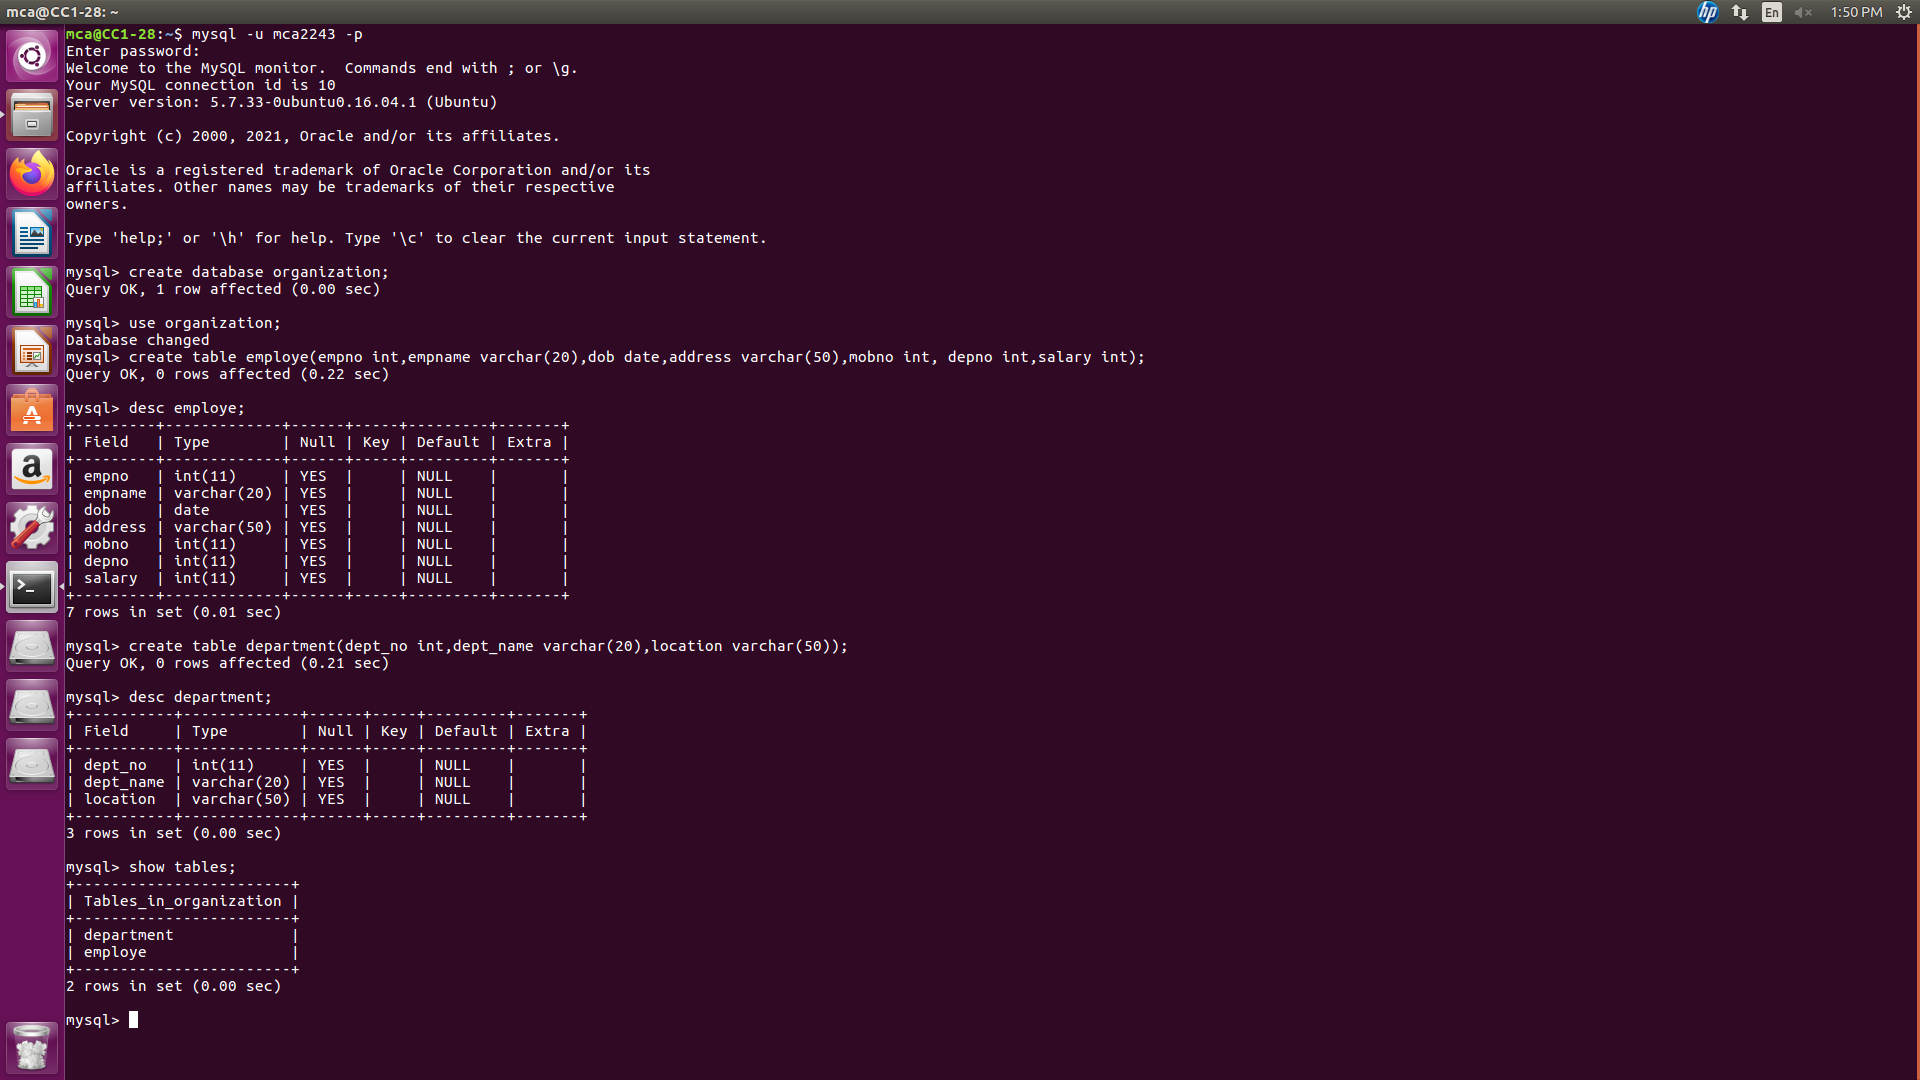 mca@CC1-28: ~
En
1:50 PM
mca@CC1-28:~$ mysql -u mca2243 -p
Enter password:
Welcome to the MySQL monitor.  Commands end with ; or \g.
Your MySQL connection id is 10
Server version: 5.7.33-0ubuntu0.16.04.1 (Ubuntu)
Copyright (c) 2000, 2021, Oracle and/or its affiliates.
Oracle is a registered trademark of Oracle Corporation and/or its
affiliates. Other names may be trademarks of their respective
owners.
Type 'help;' or '\h' for help. Type '\c' to clear the current input statement.
mysql> create database organization;
Query OK, 1 row affected (0.00 sec)
mysql> use organization;
Database changed
mysql> create table employe(empno int,empname varchar(20),dob date,address varchar(50),mobno int, depno int,salary int);
Query OK, 0 rows affected (0.22 sec)
mysql> desc employe;
+---------+-------------+------+-----+---------+-------+
| Field   | Type        | Null | Key | Default | Extra |
+---------+-------------+------+-----+---------+-------+
| empno   | int(11)     | YES  |     | NULL    |       |
| empname | varchar(20) | YES  |     | NULL    |       |
| dob     | date        | YES  |     | NULL    |       |
| address | varchar(50) | YES  |     | NULL    |       |
| mobno   | int(11)     | YES  |     | NULL    |       |
| depno   | int(11)     | YES  |     | NULL    |       |
| salary  | int(11)     | YES  |     | NULL    |       |
+---------+-------------+------+-----+---------+-------+
7 rows in set (0.01 sec)
mysql> create table department(dept_no int,dept_name varchar(20),location varchar(50));
Query OK, 0 rows affected (0.21 sec)
mysql> desc department;
+-----------+-------------+------+-----+---------+-------+
| Field     | Type        | Null | Key | Default | Extra |
+-----------+-------------+------+-----+---------+-------+
| dept_no   | int(11)     | YES  |     | NULL    |       |
| dept_name | varchar(20) | YES  |     | NULL    |       |
| location  | varchar(50) | YES  |     | NULL    |       |
+-----------+-------------+------+-----+---------+-------+
3 rows in set (0.00 sec)
mysql> show tables;
+------------------------+
| Tables_in_organization |
+------------------------+
| department             |
| employe                |
+------------------------+
2 rows in set (0.00 sec)
mysql>